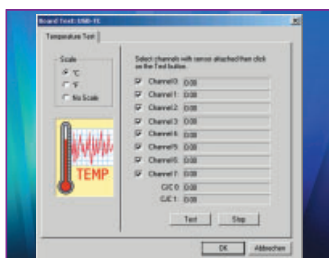 Board Test: USB-TC
Temperature Test
Scale
°C
°F
No Scale
TEMP
Select channels with sensor attached then click
on the Test button.
Channel 0: 0.00
Channel 1: 0.00
Channel 2: 0.00
Channel 3: 0.00
Channel 4: 0.00
Channel 5: 0.00
Channel 6: 0.00
Channel 7: 0.00
CJC 0: 0.00
CJC 1: 0.00
Test Stop
OK Abbrechen